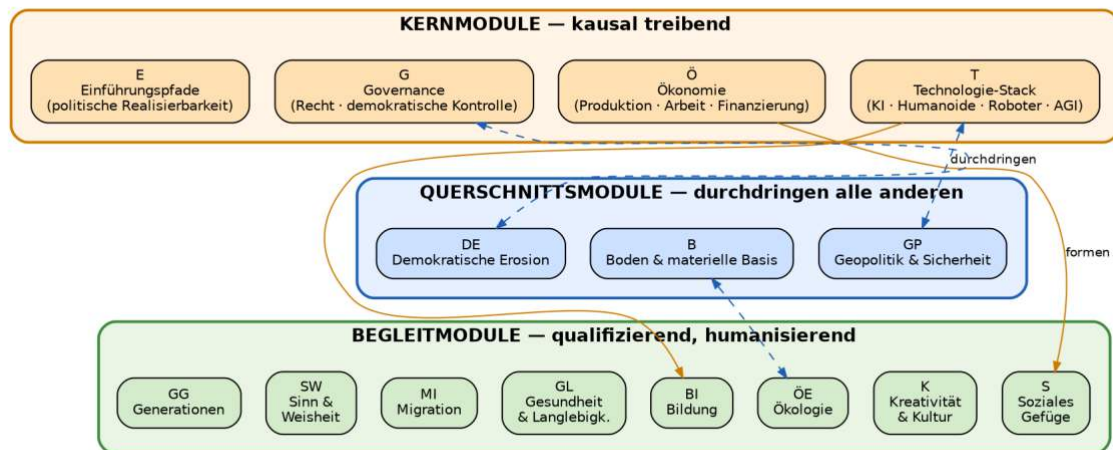 KERNMODULE — kausal treibend
E
Einführungspfade
(politische Realisierbarkeit)
G
Governance
(Recht · demokratische Kontrolle)
Ö
Ökonomie
(Produktion · Arbeit · Finanzierung)
T
Technologie-Stack
(KI · Humanoide · Roboter · AGI)
durchdringen
QUERSCHNITTSMODULE — durchdringen alle anderen
DE
Demokratische Erosion
B
Boden & materielle Basis
GP
Geopolitik & Sicherheit
formen
BEGLEITMODULE — qualifizierend, humanisierend
GG
Generationen
SW
Sinn &
Weisheit
MI
Migration
GL
Gesundheit
& Langlebigk.
BI
Bildung
ÖE
Ökologie
K
Kreativität
& Kultur
S
Soziales
Gefüge